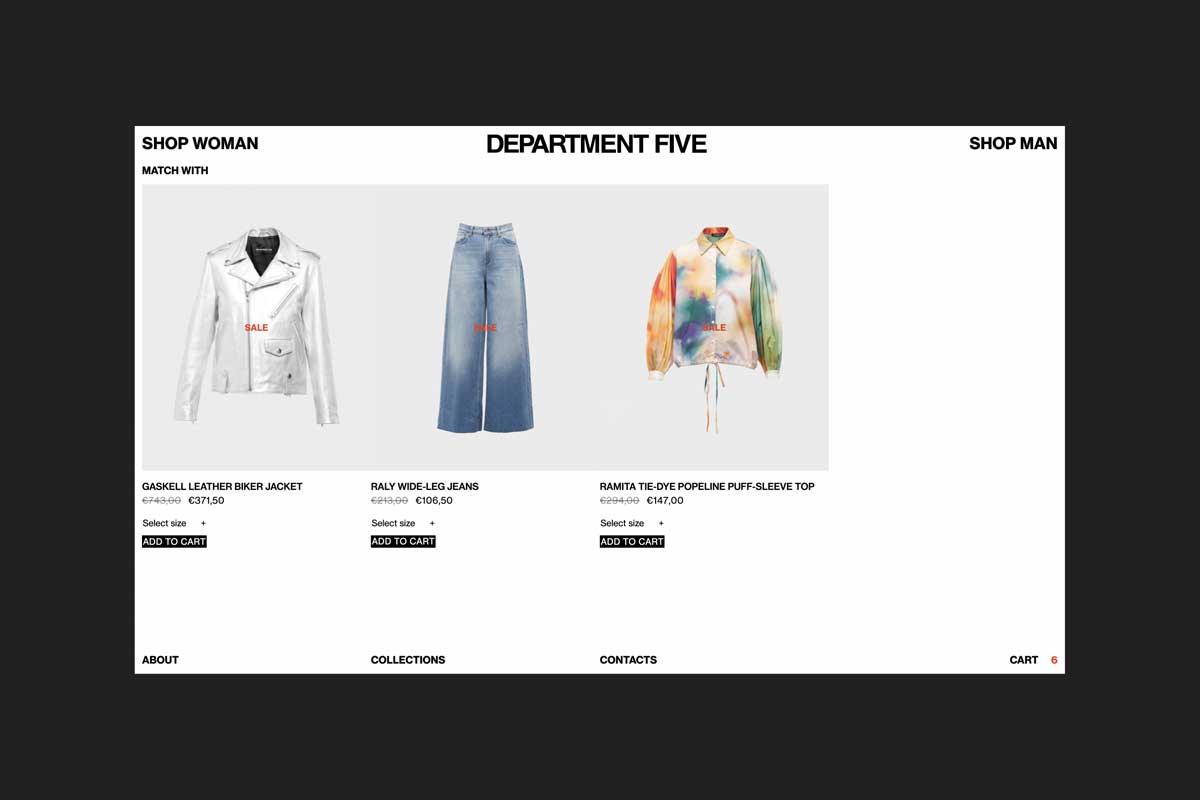 SHOP WOMAN
DEPARTMENT FIVE
SHOP MAN
MATCH WITH
SALE
SALE
SALE
GASKELL LEATHER BIKER JACKET
€743,00 €371,50
Select size +
ADD TO CART
RALY WIDE-LEG JEANS
€213,00 €106,50
Select size +
ADD TO CART
RAMITA TIE-DYE POPELINE PUFF-SLEEVE TOP
€294,00 €147,00
Select size +
ADD TO CART
ABOUT
COLLECTIONS
CONTACTS
CART 6